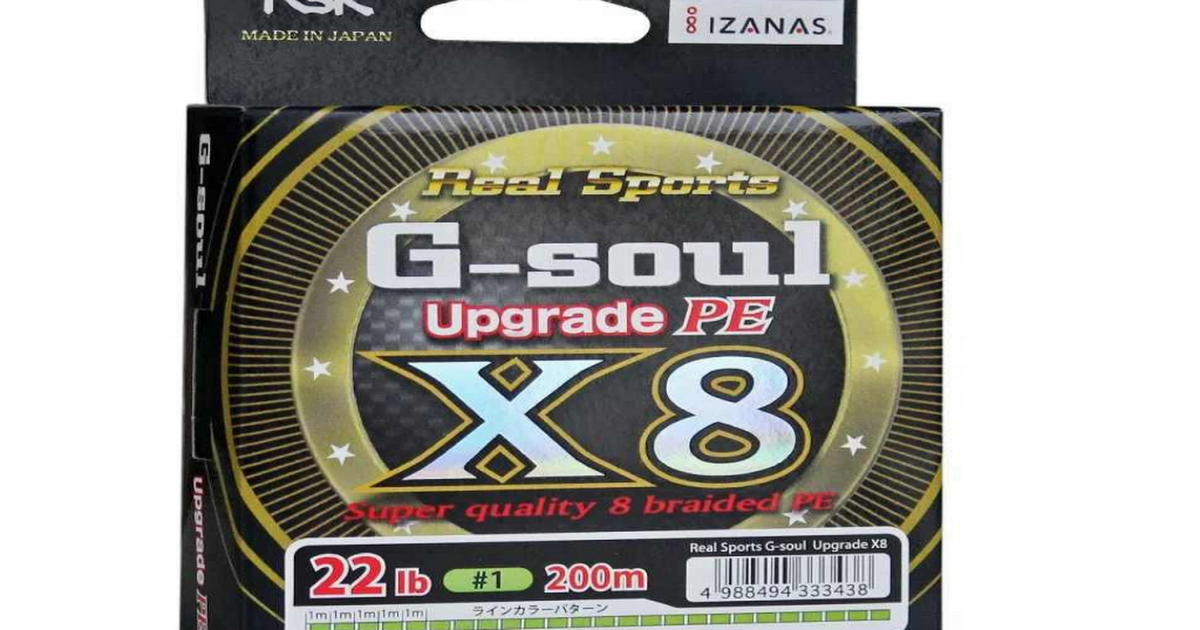 MADE IN JAPAN
IZANAS
G-soul
Upgrade PE
Real Sports
G-soul
Upgrade PE
X8
Super quality 8 braided PE
22 lb #1 200m
Real Sports G-soul Upgrade X8
4 988494 333438
1m 1m 1m 1m 1m
ラインカラーパターン